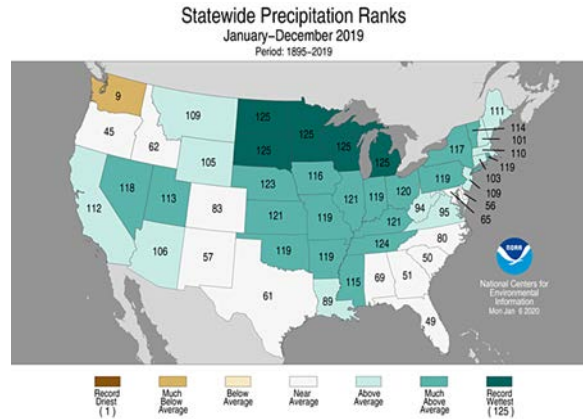 Statewide Precipitation Ranks
January–December 2019
Period: 1895–2019
9
109
125
125
111
45
62
125
125
114
117
101
105
125
125
110
119
118
113
123
116
119
103
120
109
112
83
121
121
119
94
56
95
65
119
121
106
57
119
119
124
80
50
61
115
69
51
89
49
NOAA
National Centers for
Environmental
Information
Mon Jan 6 2020
Record
Driest
(1)
Much
Below
Average
Below
Average
Near
Average
Above
Average
Much
Above
Average
Record
Wettest
(125)